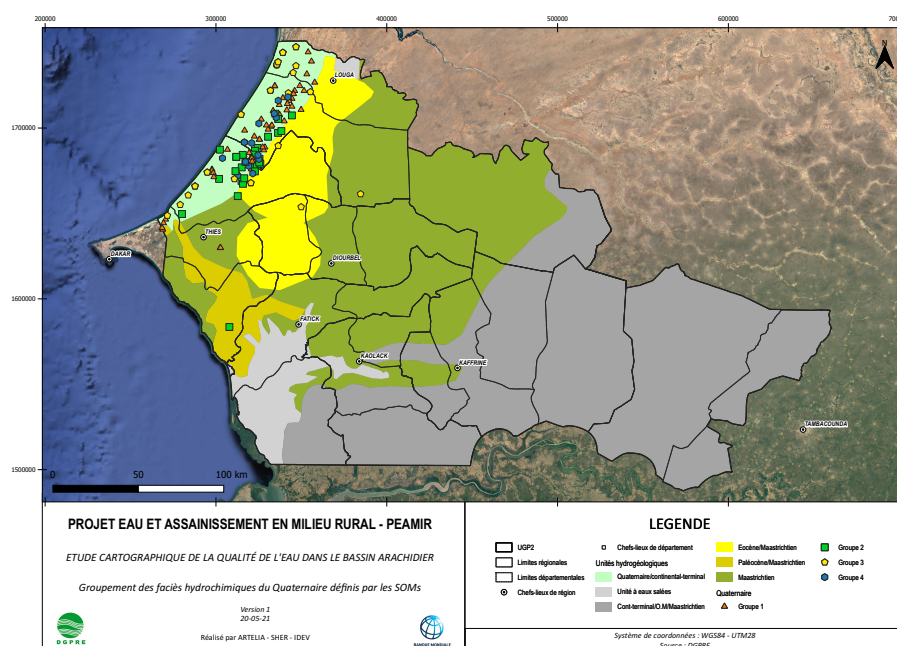 200000 300000 400000 500000 600000
1700000
1600000
1500000
N
LOUGA
THIES
DAKAR
DIOURBEL
FATICK
KAOLACK
KAFFRINE
TAMBACOUNDA
0 50 100 km
PROJET EAU ET ASSAINISSEMENT EN MILIEU RURAL - PEAMIR
ETUDE CARTOGRAPHIQUE DE LA QUALITÉ DE L'EAU DANS LE BASSIN ARACHIDIER
Groupement des faciès hydrochimiques du Quaternaire définis par les SOMs
Version 1
20-05-21
Réalisé par ARTELIA - SHER - IDEV
DGPRE
BANQUE MONDIALE
LEGENDE
UGP2
Limites régionales
Limites départementales
Chefs-lieux de région
Chefs-lieux de département
Unités hydrogéologiques
Quaternaire/continental-terminal
Unité à eaux salées
Cont-terminal/O.M/Maastrichtien
Eocène/Maastrichtien
Paléocène/Maastrichtien
Maastrichtien
Quaternaire
Groupe 1
Groupe 2
Groupe 3
Groupe 4
Système de coordonnées : WGS84 - UTM28
Source : DGPRE